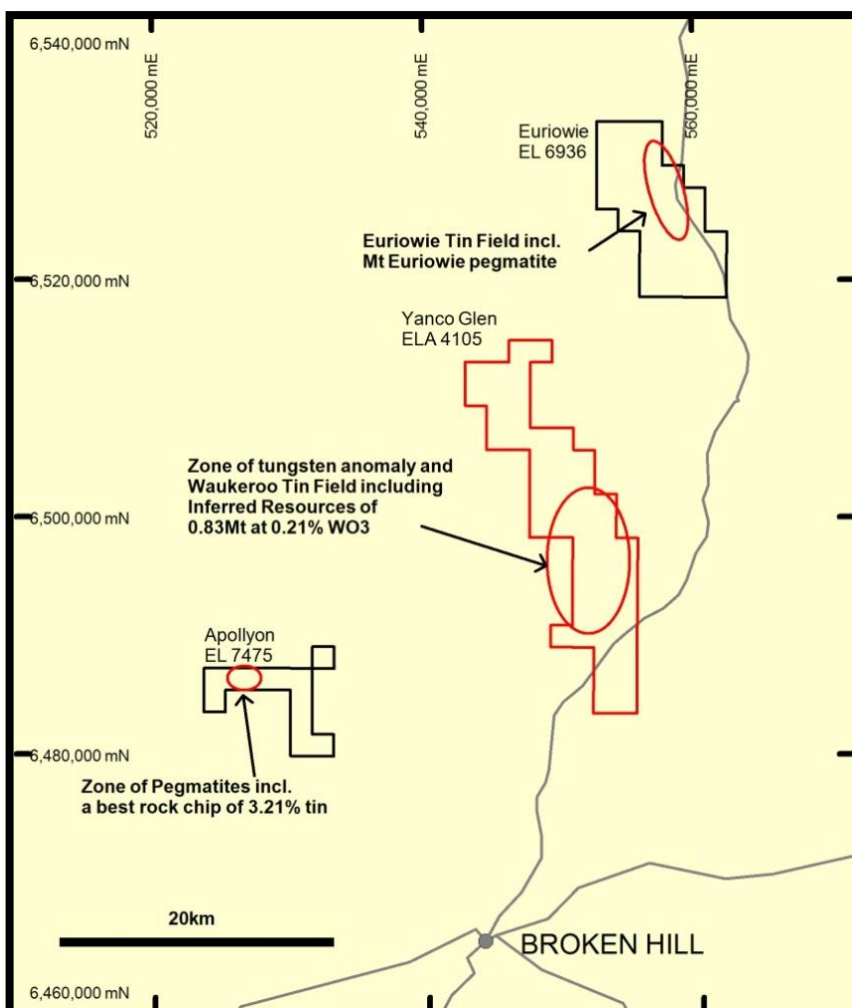 6,540,000 mN
520,000 mE
540,000 mE
560,000 mE
Euriowie
EL 6936
Euriowie Tin Field incl.
Mt Euriowie pegmatite
6,520,000 mN
Yanco Glen
ELA 4105
Zone of tungsten anomaly and
Waukeroo Tin Field including
Inferred Resources of
0.83Mt at 0.21% WO3
6,500,000 mN
Apollyon
EL 7475
6,480,000 mN
Zone of Pegmatites incl.
a best rock chip of 3.21% tin
20km
BROKEN HILL
6,460,000 mN